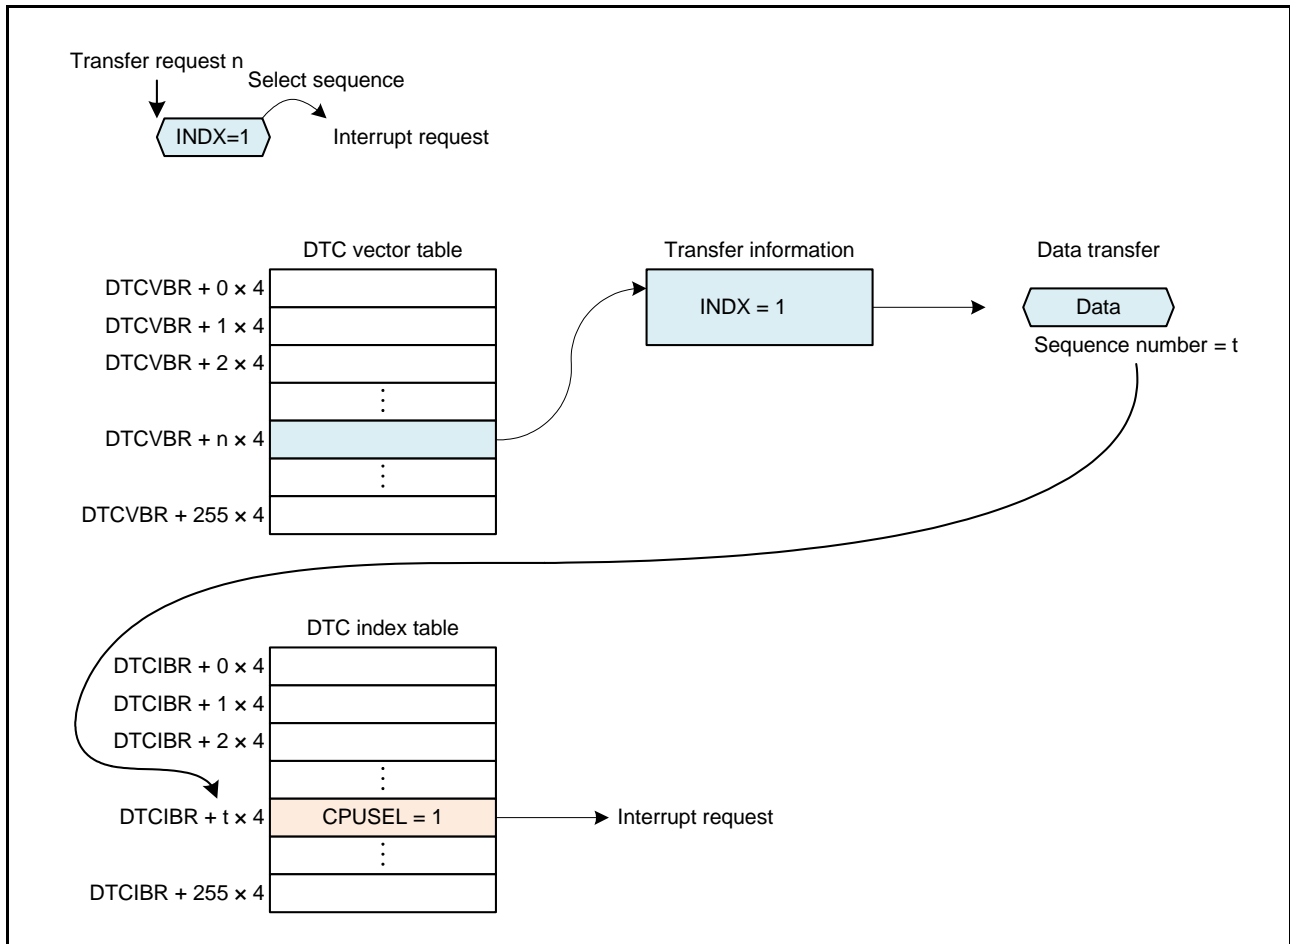 Transfer request n
Select sequence
INDX=1
Interrupt request
DTC vector table
Transfer information
Data transfer
DTCVBR + 0 × 4
DTCVBR + 1 × 4
DTCVBR + 2 × 4
⋮
DTCVBR + n × 4
⋮
DTCVBR + 255 × 4
INDX = 1
Data
Sequence number = t
DTC index table
DTCIBR + 0 × 4
DTCIBR + 1 × 4
DTCIBR + 2 × 4
⋮
DTCIBR + t × 4
CPUSEL = 1
Interrupt request
⋮
DTCIBR + 255 × 4